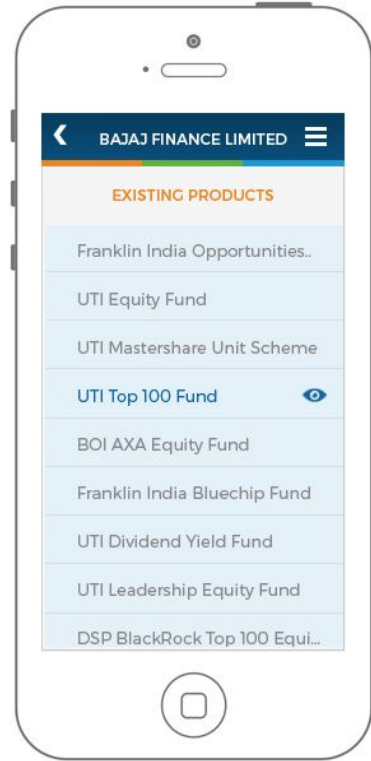 BAJAJ FINANCE LIMITED
EXISTING PRODUCTS
Franklin India Opportunities..
UTI Equity Fund
UTI Mastershare Unit Scheme
UTI Top 100 Fund
BOI AXA Equity Fund
Franklin India Bluechip Fund
UTI Dividend Yield Fund
UTI Leadership Equity Fund
DSP BlackRock Top 100 Equi...